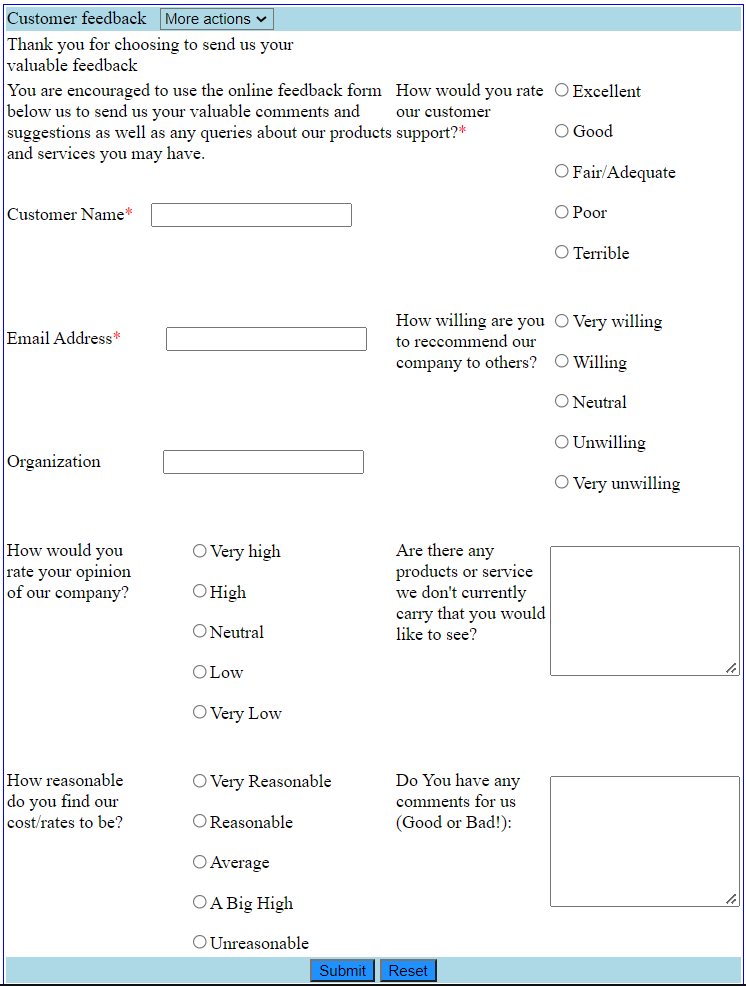 Customer feedback More actions
Thank you for choosing to send us your
valuable feedback
You are encouraged to use the online feedback form
below us to send us your valuable comments and
suggestions as well as any queries about our products
and services you may have.
How would you rate
our customer
support?*
Excellent
Good
Fair/Adequate
Poor
Terrible
Customer Name*
Email Address*
How willing are you
to reccommend our
company to others?
Very willing
Willing
Neutral
Unwilling
Very unwilling
Organization
How would you
rate your opinion
of our company?
Very high
High
Neutral
Low
Very Low
Are there any
products or service
we don't currently
carry that you would
like to see?
How reasonable
do you find our
cost/rates to be?
Very Reasonable
Reasonable
Average
A Big High
Unreasonable
Do You have any
comments for us
(Good or Bad!):
Submit Reset